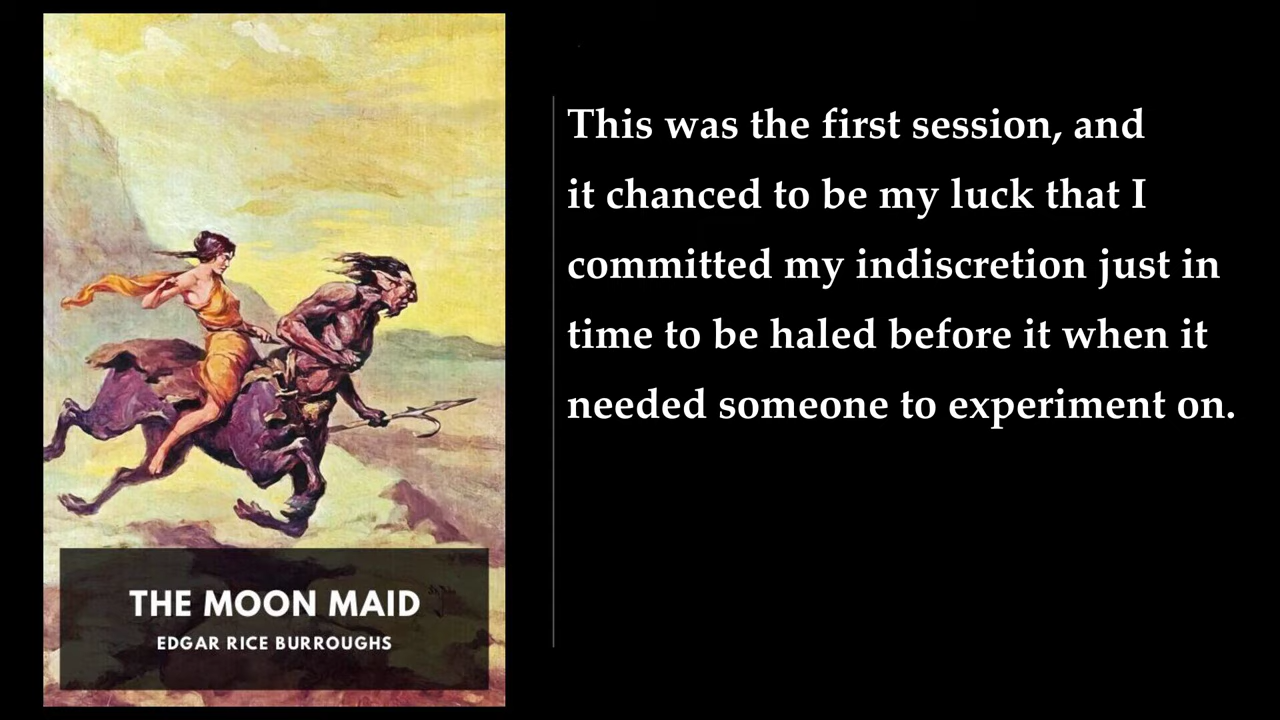 THE MOON MAID
EDGAR RICE BURROUGHS
This was the first session, and
it chanced to be my luck that I
committed my indiscretion just in
time to be haled before it when it
needed someone to experiment on.